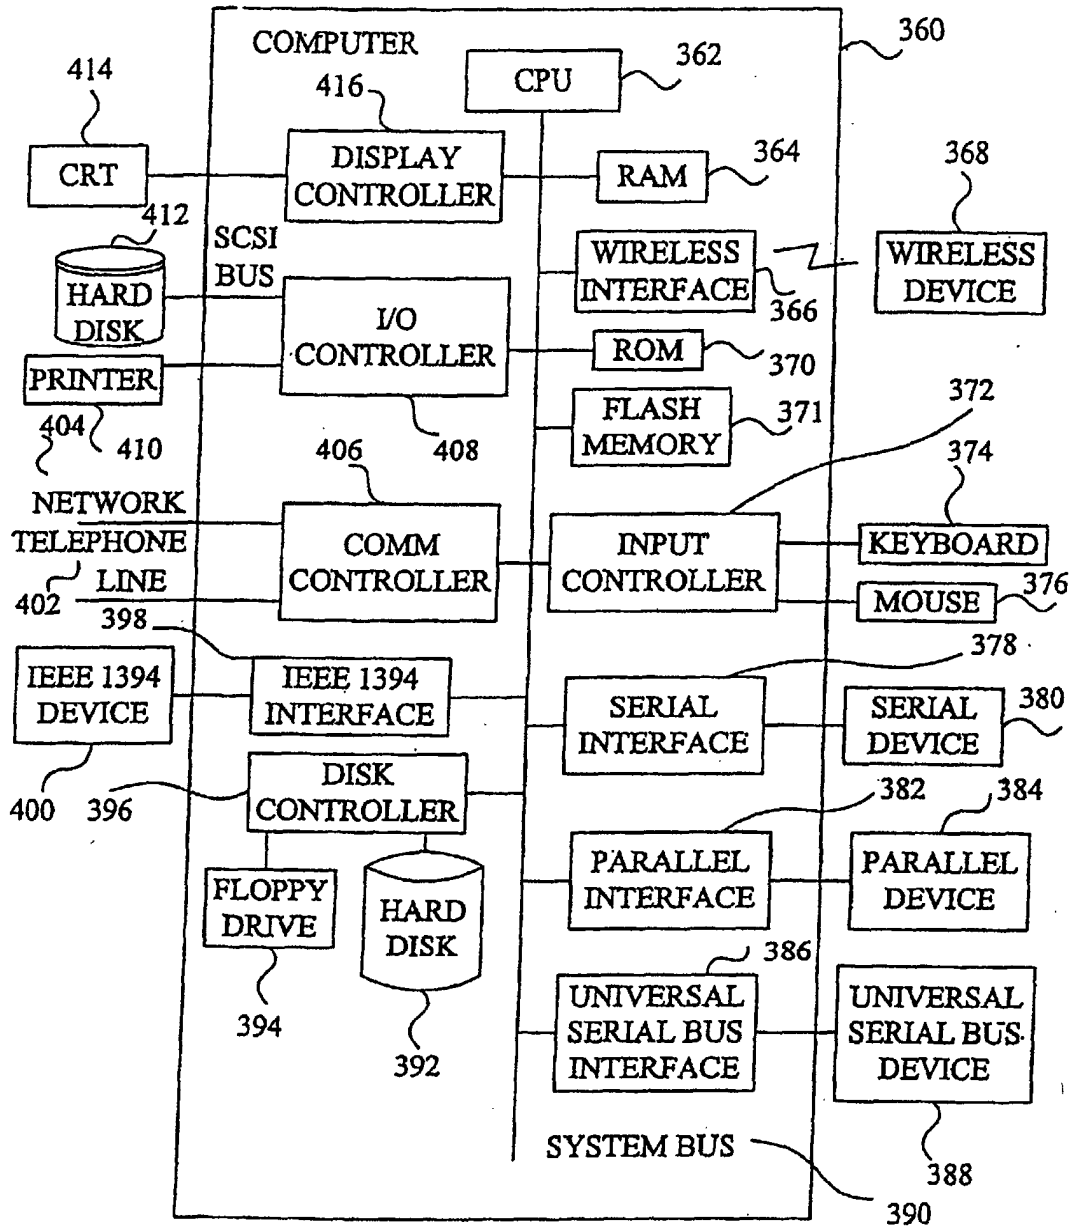 COMPUTER
360
414
416
CPU
362
CRT
DISPLAY
CONTROLLER
RAM
364
368
412
SCSI
BUS
WIRELESS
INTERFACE
366
WIRELESS
DEVICE
HARD
DISK
I/O
CONTROLLER
ROM
370
PRINTER
372
404
410
408
FLASH
MEMORY
371
406
374
NETWORK
TELEPHONE
LINE
402
COMM
CONTROLLER
INPUT
CONTROLLER
KEYBOARD
376
MOUSE
398
378
IEEE 1394
DEVICE
IEEE 1394
INTERFACE
SERIAL
INTERFACE
SERIAL
DEVICE
380
400
396
DISK
CONTROLLER
382
384
FLOPPY
DRIVE
HARD
DISK
PARALLEL
INTERFACE
PARALLEL
DEVICE
394
392
386
UNIVERSAL
SERIAL BUS
INTERFACE
UNIVERSAL
SERIAL BUS
DEVICE
SYSTEM BUS
388
390